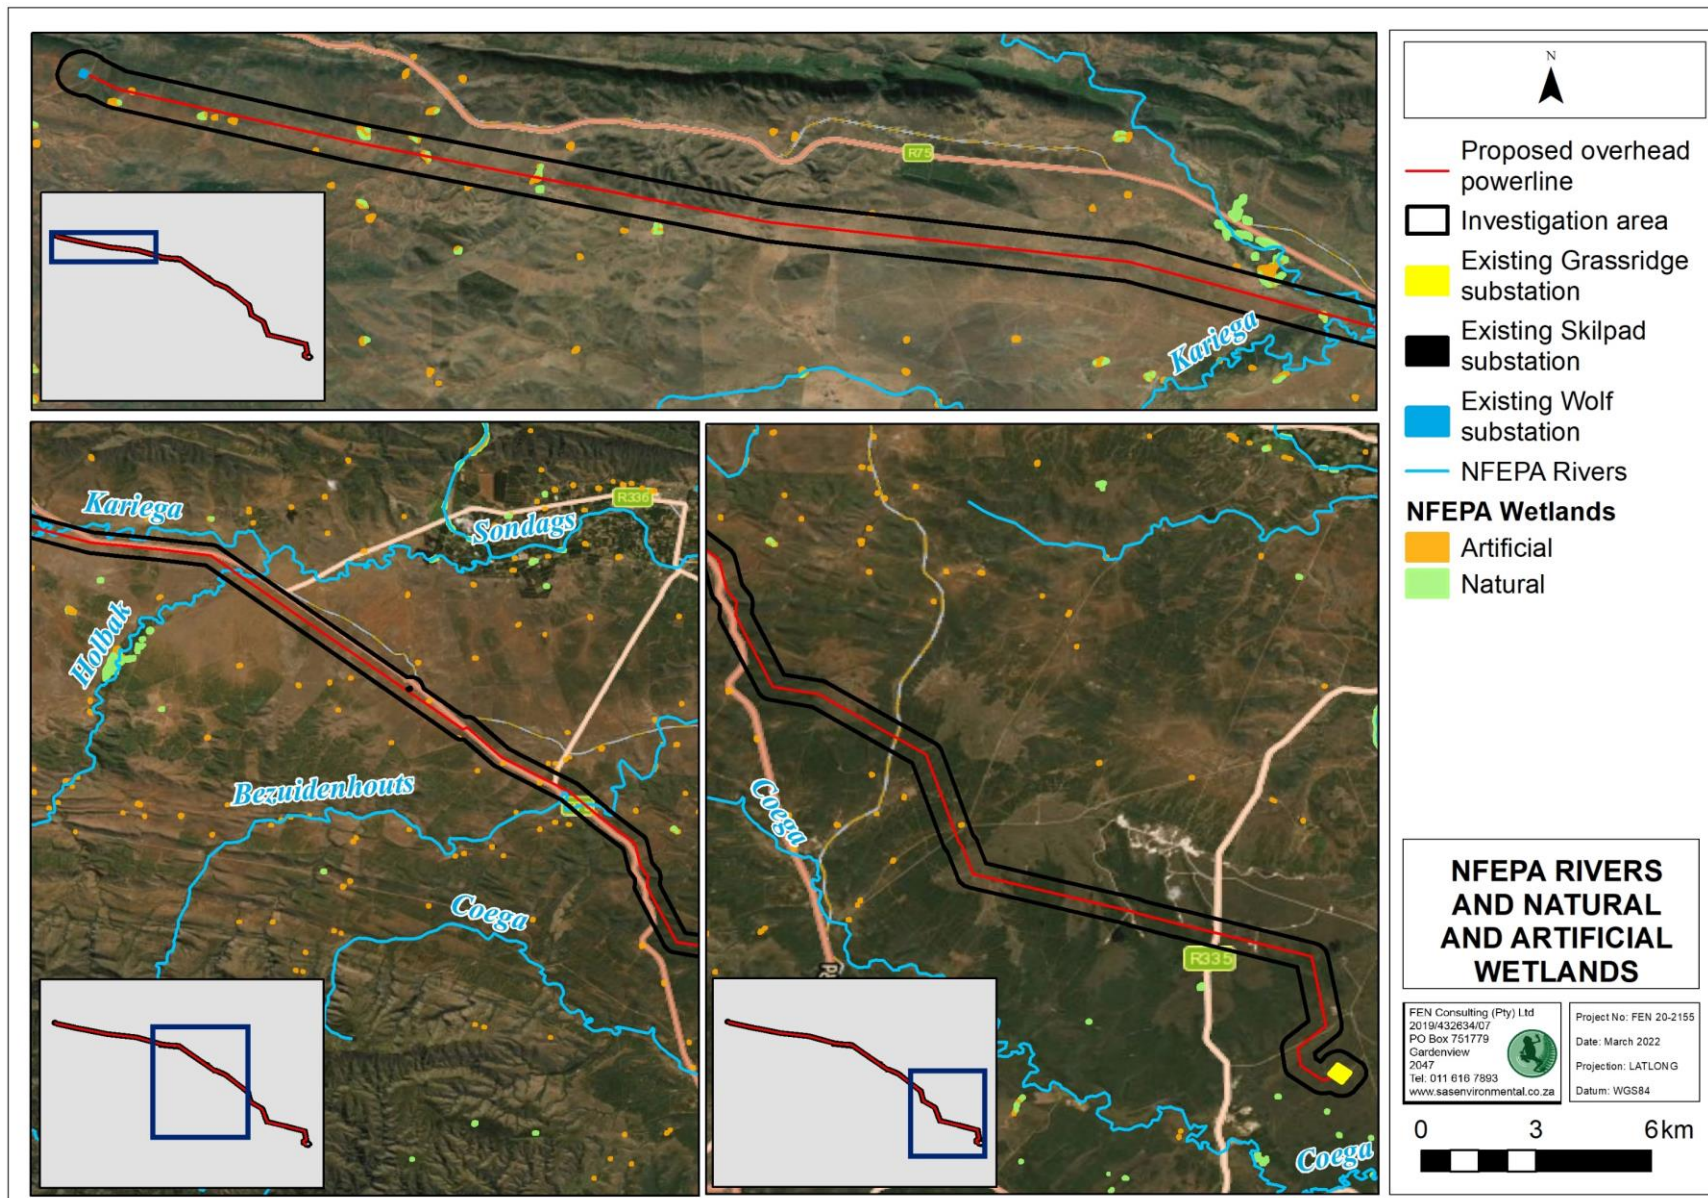 R75
Kariega
Kariega
R336
Sondags
Holbak
Bezuidenhouts
Coega
Coega
R335
Coega
N
Proposed overhead
powerline
Investigation area
Existing Grassridge
substation
Existing Skilpad
substation
Existing Wolf
substation
NFEPA Rivers
NFEPA Wetlands
Artificial
Natural
NFEPA RIVERS
AND NATURAL
AND ARTIFICIAL
WETLANDS
FEN Consulting (Pty) Ltd
2019/432634/07
PO Box 751779
Gardenview
2047
Tel: 011 616 7893
www.sasenvironmental.co.za
Project No: FEN 20-2155
Date: March 2022
Projection: LATLONG
Datum: WGS84
0 3 6 km